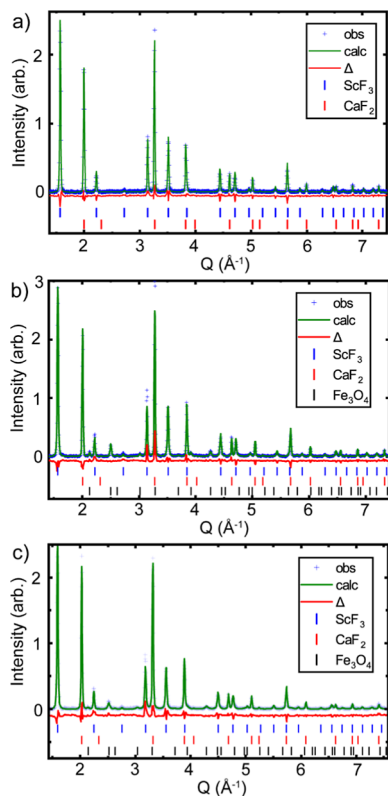 a)
Intensity (arb.)
2
1
0
obs
calc
Δ
ScF3
CaF2
2 3 4 5 6 7
Q (Å-1)
b)
Intensity (arb.)
3
2
1
0
obs
calc
Δ
ScF3
CaF2
Fe3O4
2 3 4 5 6 7
Q (Å-1)
c)
Intensity (arb.)
2
1
0
obs
calc
Δ
ScF3
CaF2
Fe3O4
2 3 4 5 6 7
Q (Å-1)